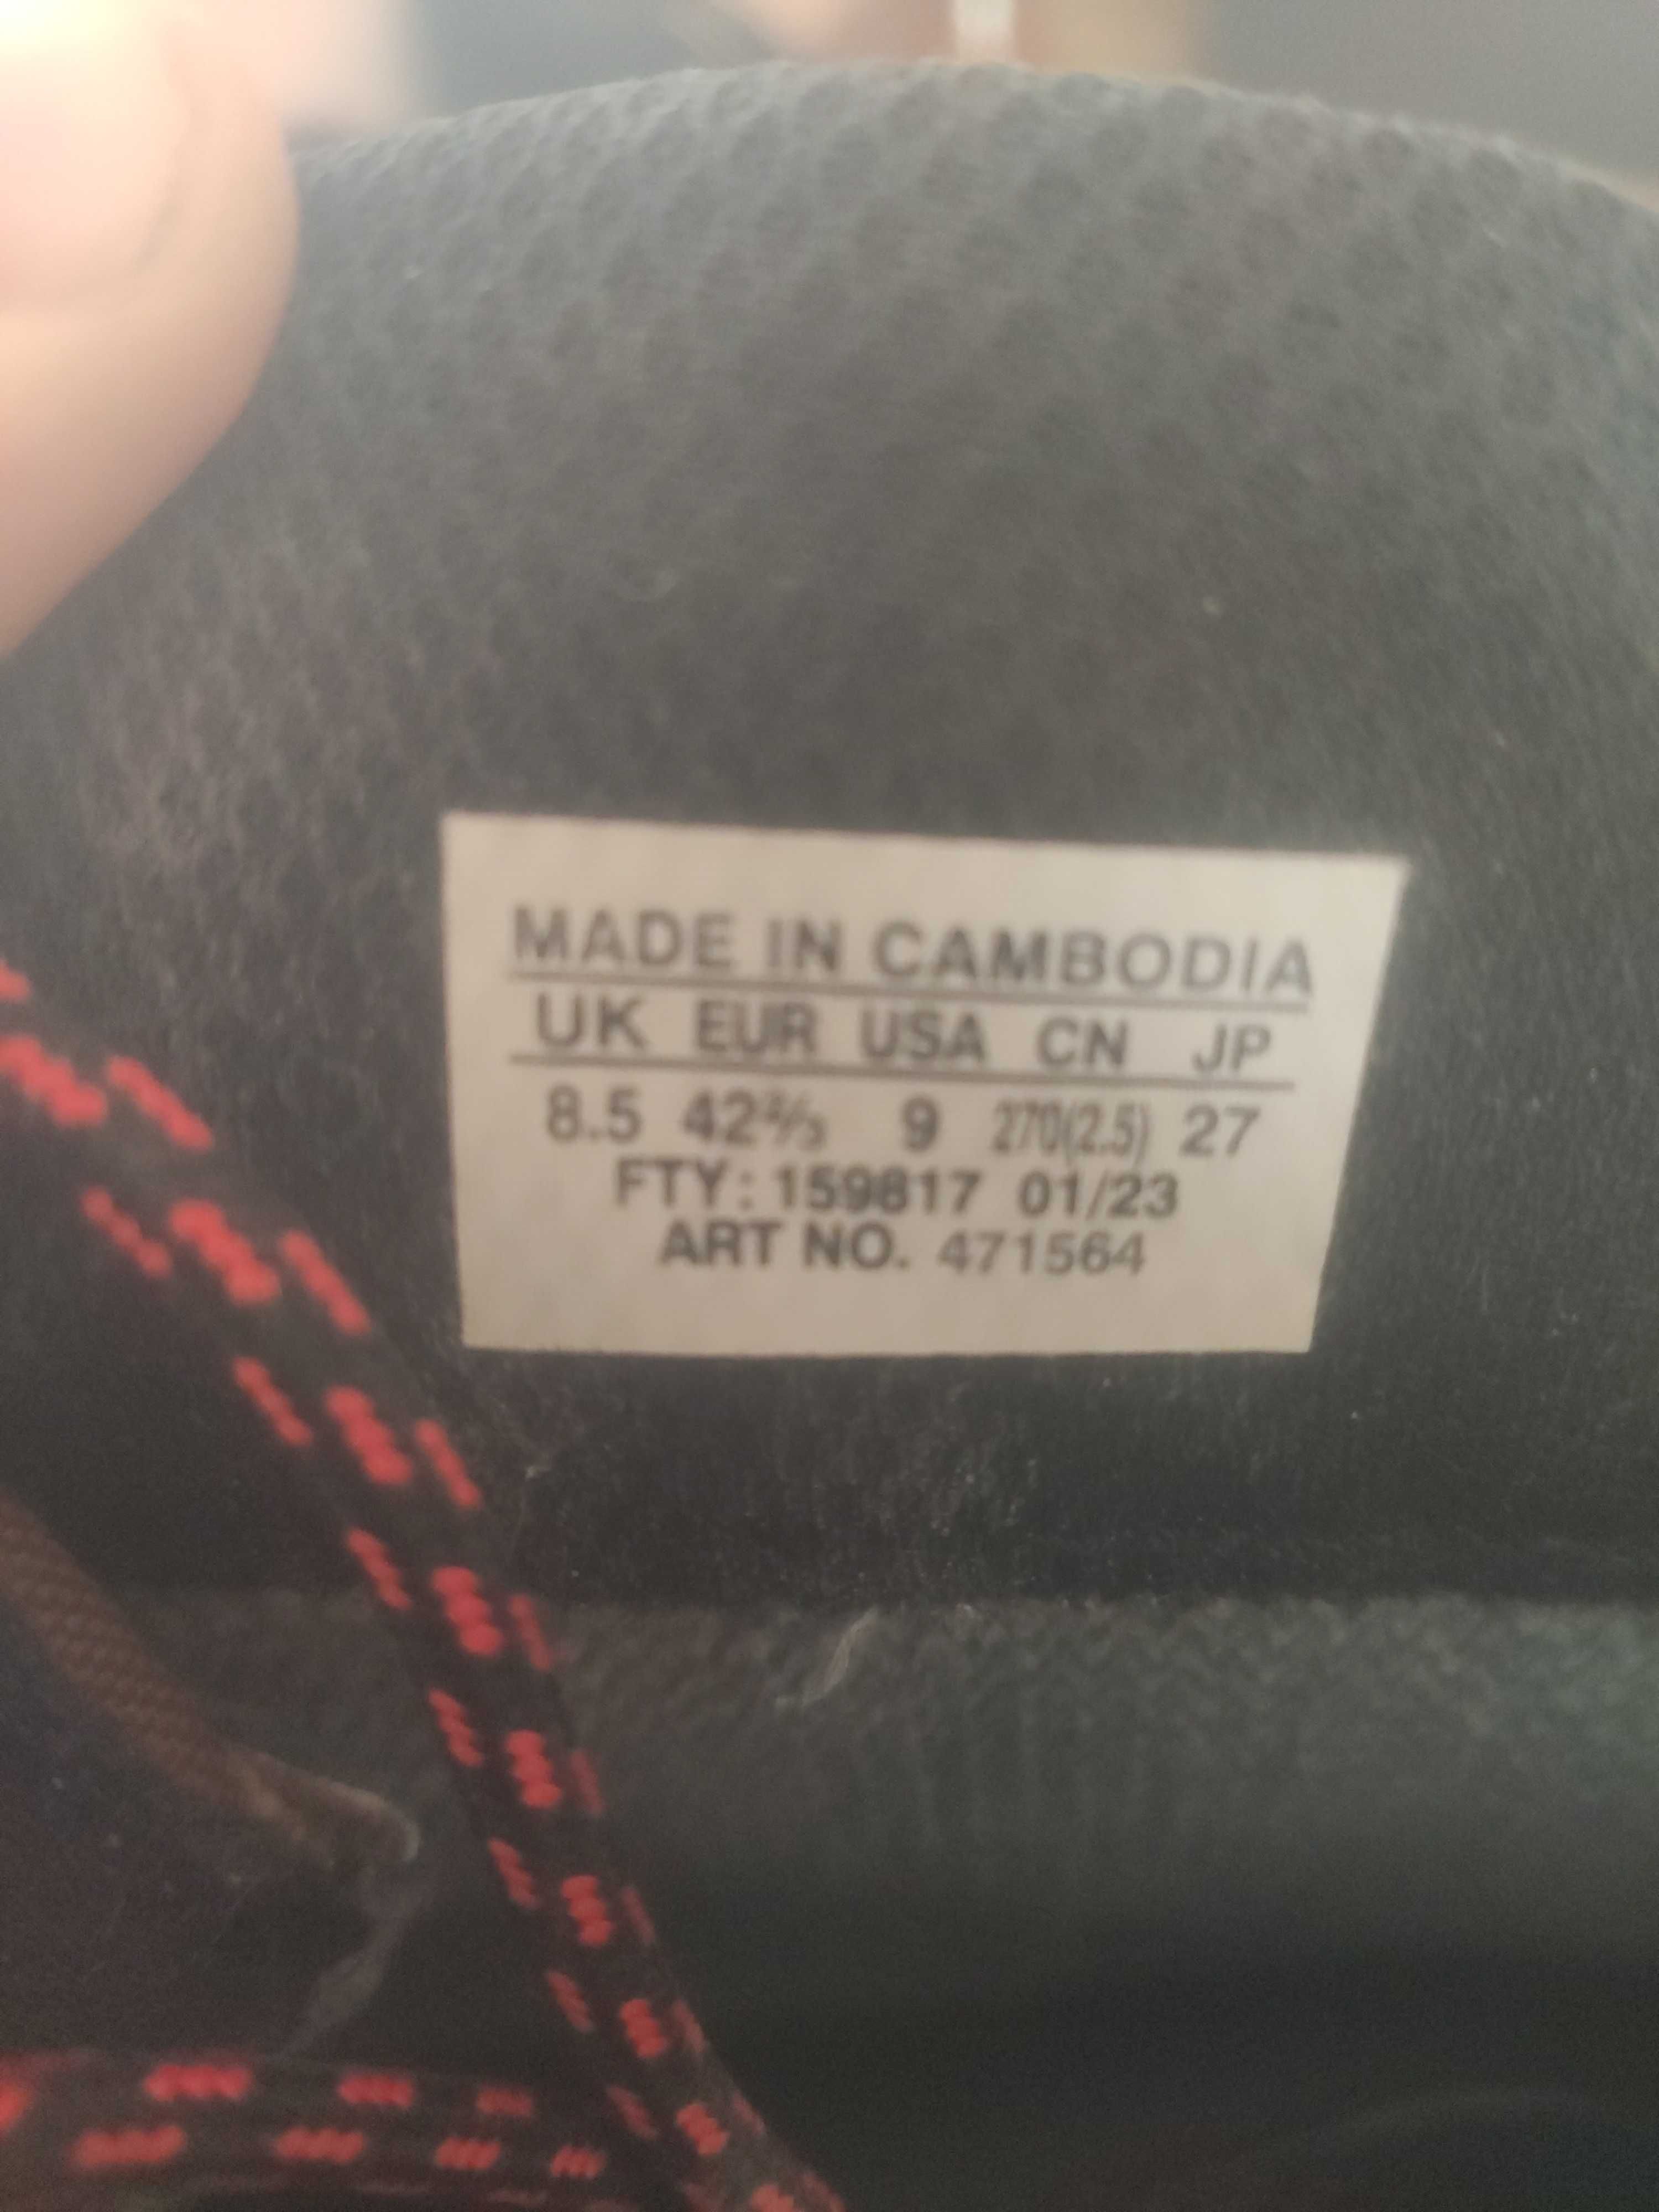 MADE IN CAMBODIA
UK EUR USA CN JP
8.5 42⅔ 9 270(2.5) 27
FTY: 159817 01/23
ART NO. 471564